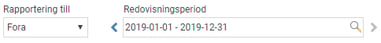 Rapportering till Redovisningsperiod
Fora 2019-01-01 - 2019-12-31